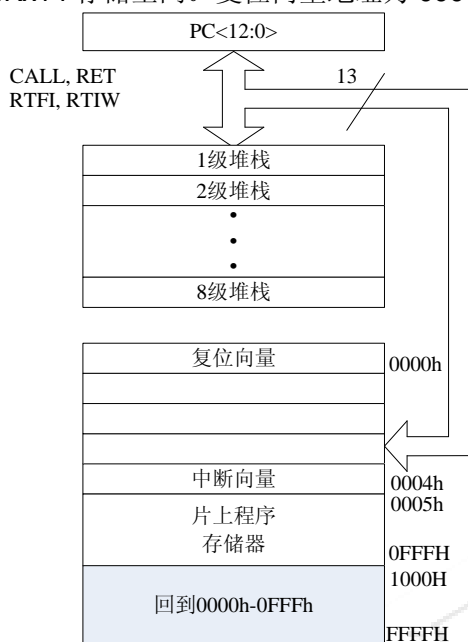 PC<12:0>
CALL, RET
RTFI, RTIW
13
1级堆栈
2级堆栈
8级堆栈
复位向量
0000h
中断向量
0004h
0005h
片上程序
存储器
0FFFH
1000H
回到0000h-0FFFh
FFFFH